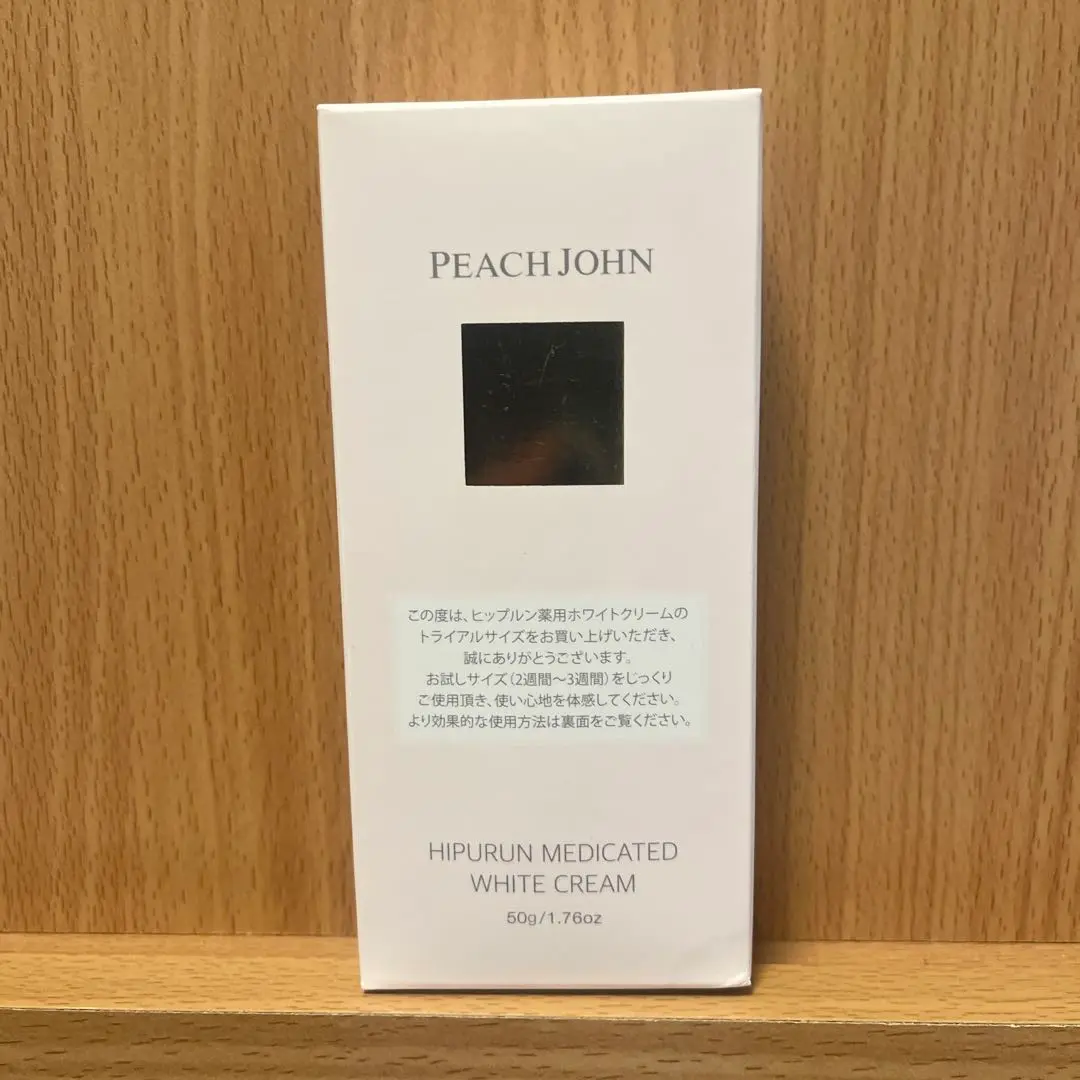 PEACH JOHN
この度は、ヒップルン薬用ホワイトクリームの
トライアルサイズをお買い上げいただき、
誠にありがとうございます。
お試しサイズ(2週間〜3週間)をじっくり
ご使用頂き、使い心地を体感してください。
より効果的な使用方法は裏面をご覧ください。
HIPURUN MEDICATED
WHITE CREAM
50g/1.76oz